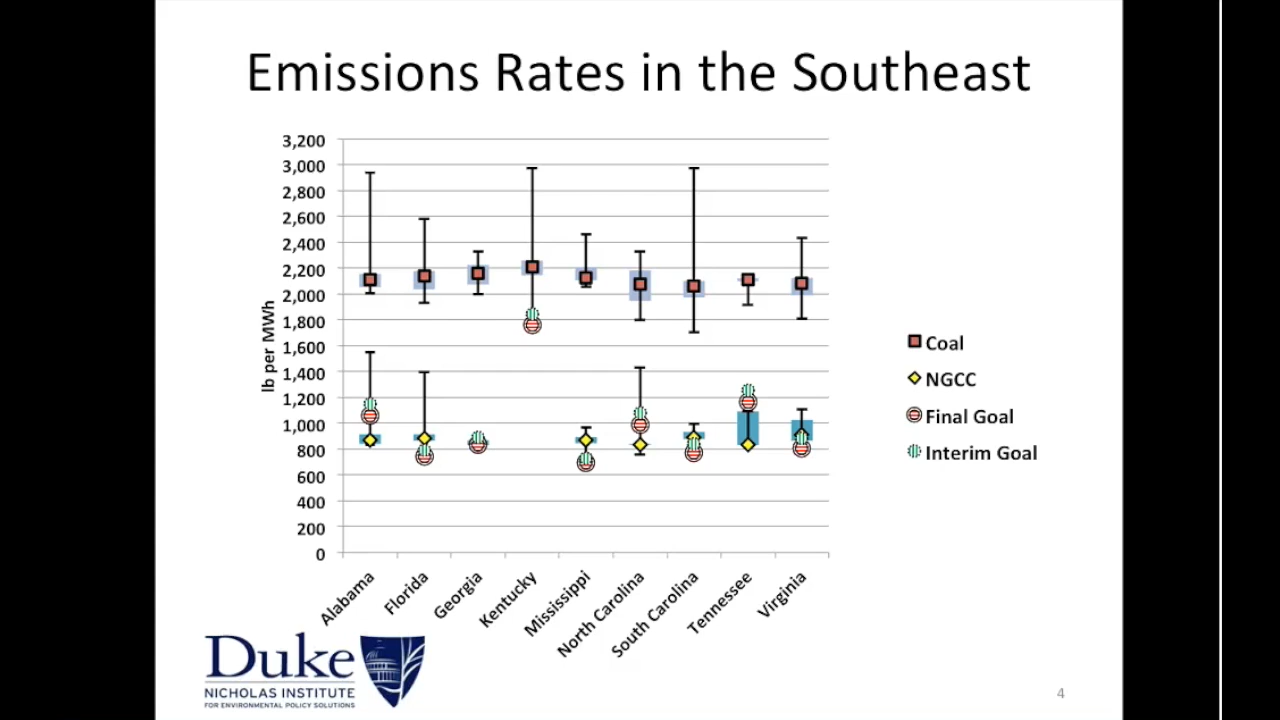 Emissions Rates in the Southeast
3,200
3,000
2,800
2,600
2,400
2,200
2,000
1,800
1,600
1,400
1,200
1,000
800
600
400
200
0
lb per MWh
Alabama
Florida
Georgia
Kentucky
Mississippi
North Carolina
South Carolina
Tennessee
Virginia
Coal
NGCC
Final Goal
Interim Goal
Duke
NICHOLAS INSTITUTE
FOR ENVIRONMENTAL POLICY SOLUTIONS
4